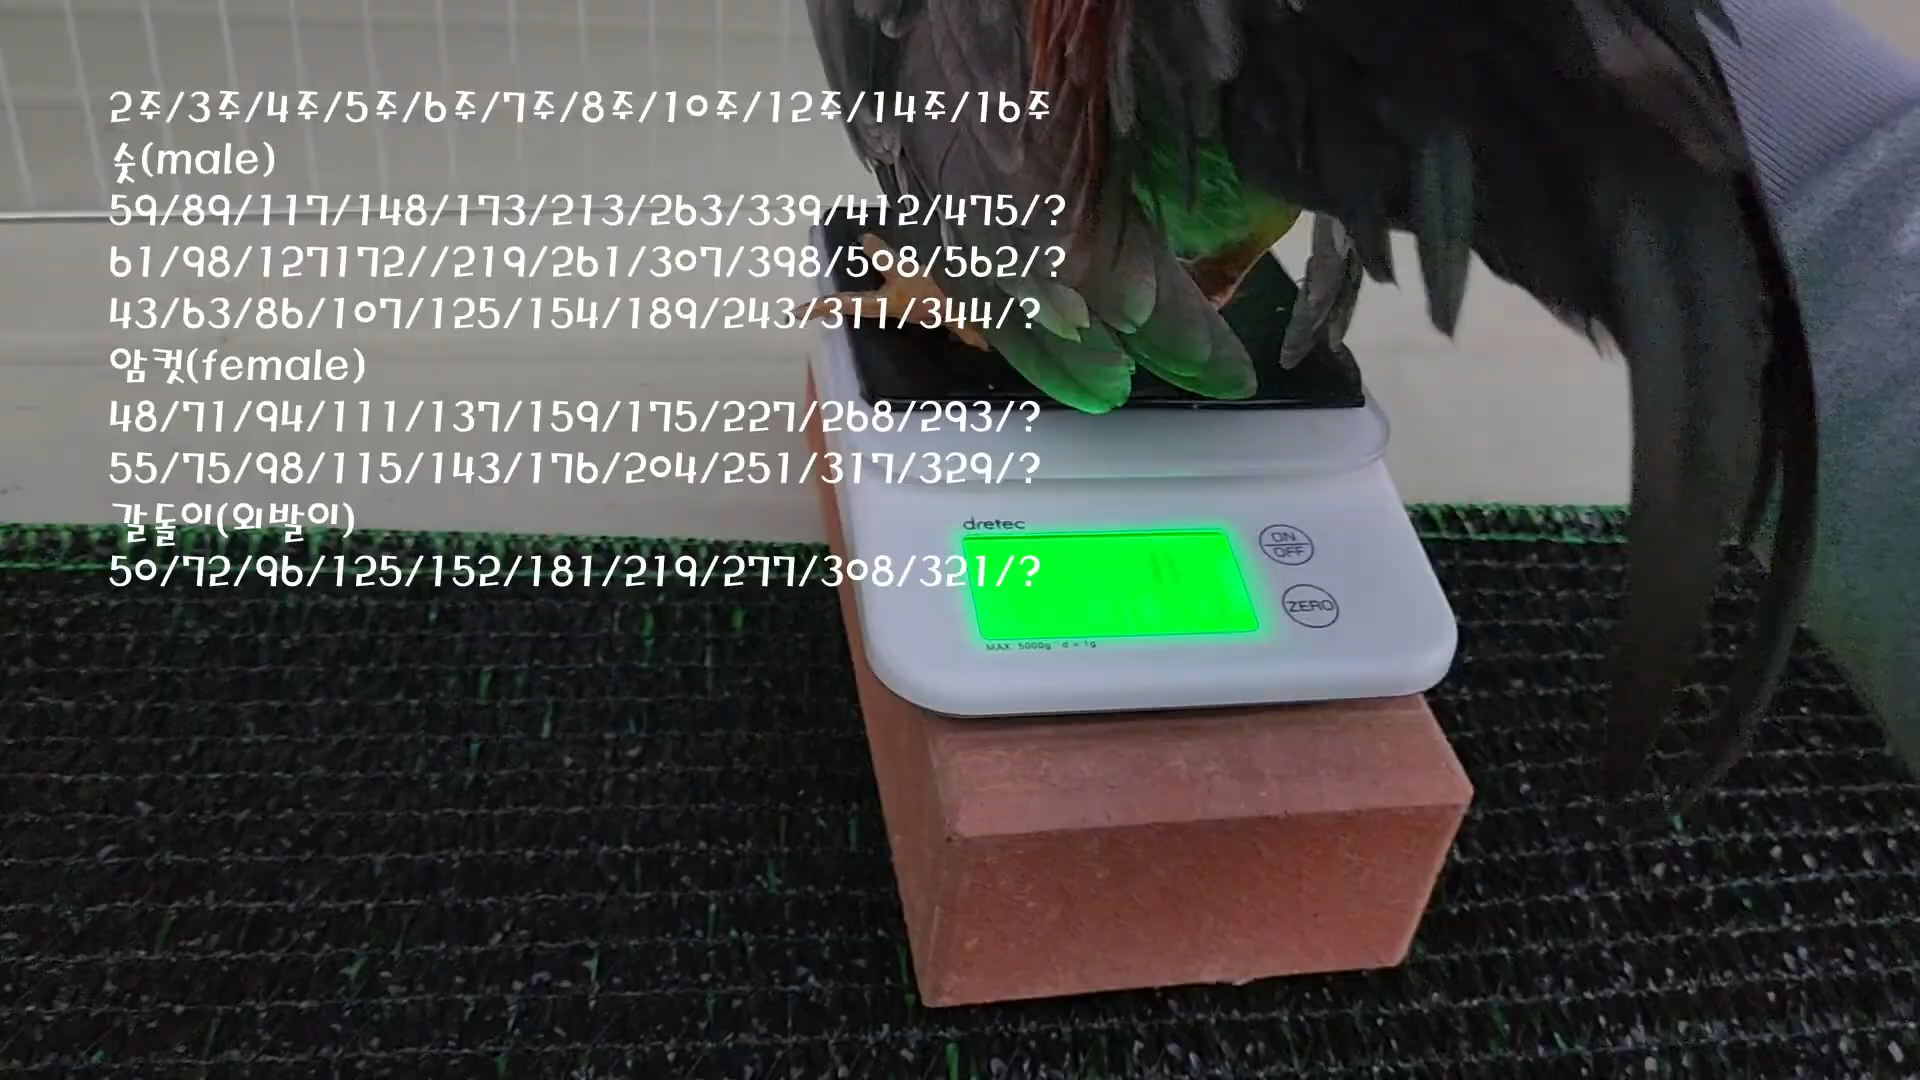 2주/3주/4주/5주/6주/7주/8주/10주/12주/14주/16주
숫(male)
59/89/117/148/173/213/263/339/412/475/?
61/98/127172//219/261/307/398/508/562/?
43/63/86/107/125/154/189/243/311/344/?
암컷(female)
48/71/94/111/137/159/175/227/268/293/?
55/75/98/115/143/176/204/251/317/329/?
갈돌이(외발이)
50/72/96/125/152/181/219/277/308/321/?
dretec
ON
OFF
ZERO
MAX 5000g d = 1g